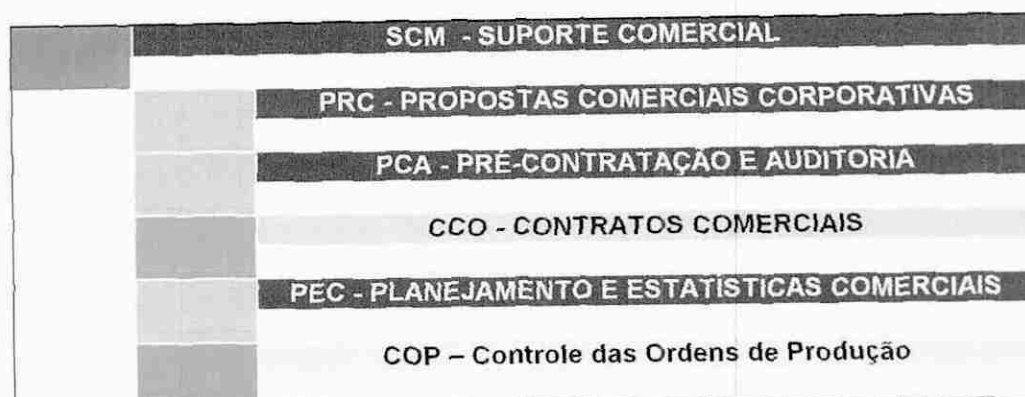 SCM - SUPORTE COMERCIAL
PRC - PROPOSTAS COMERCIAIS CORPORATIVAS
PCA - PRÉ-CONTRATAÇÃO E AUDITORIA
CCO - CONTRATOS COMERCIAIS
PEC - PLANEJAMENTO E ESTATÍSTICAS COMERCIAIS
COP – Controle das Ordens de Produção